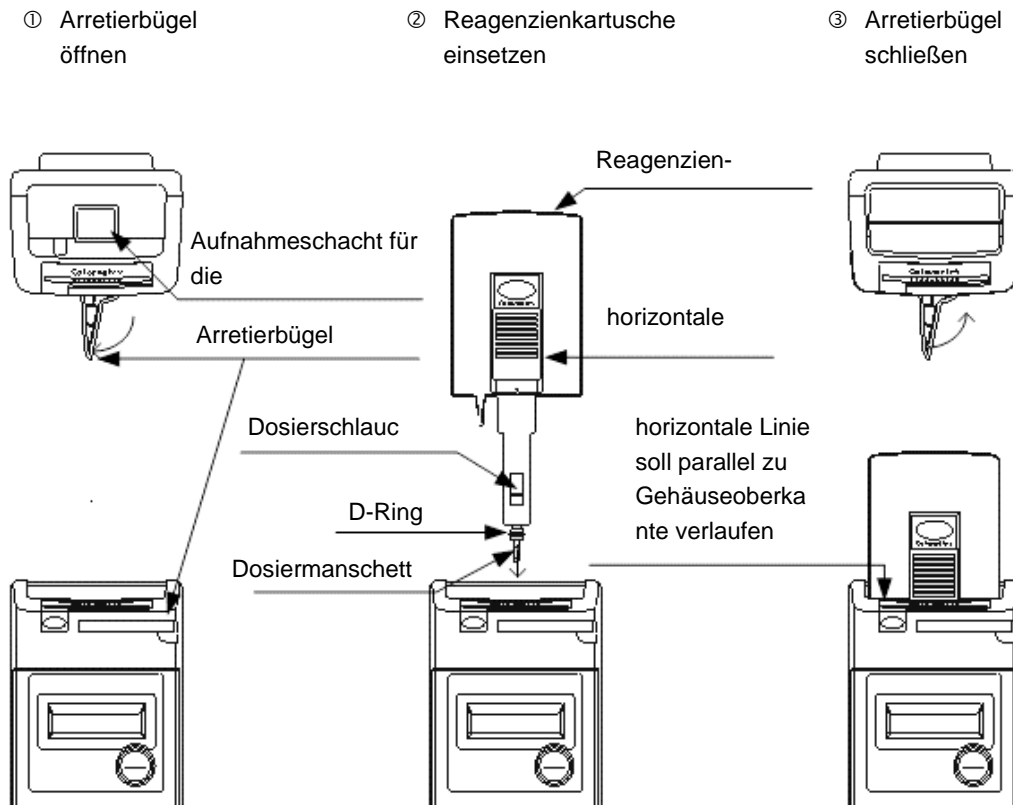 ① Arretierbügel
öffnen
② Reagenzienkartusche
einsetzen
③ Arretierbügel
schließen
Reagenzien-
Aufnahmeschacht für
die
Arretierbügel
horizontale
Dosierschlauc
D-Ring
Dosiermanschett
horizontale Linie
soll parallel zu
Gehäuseoberka
nte verlaufen